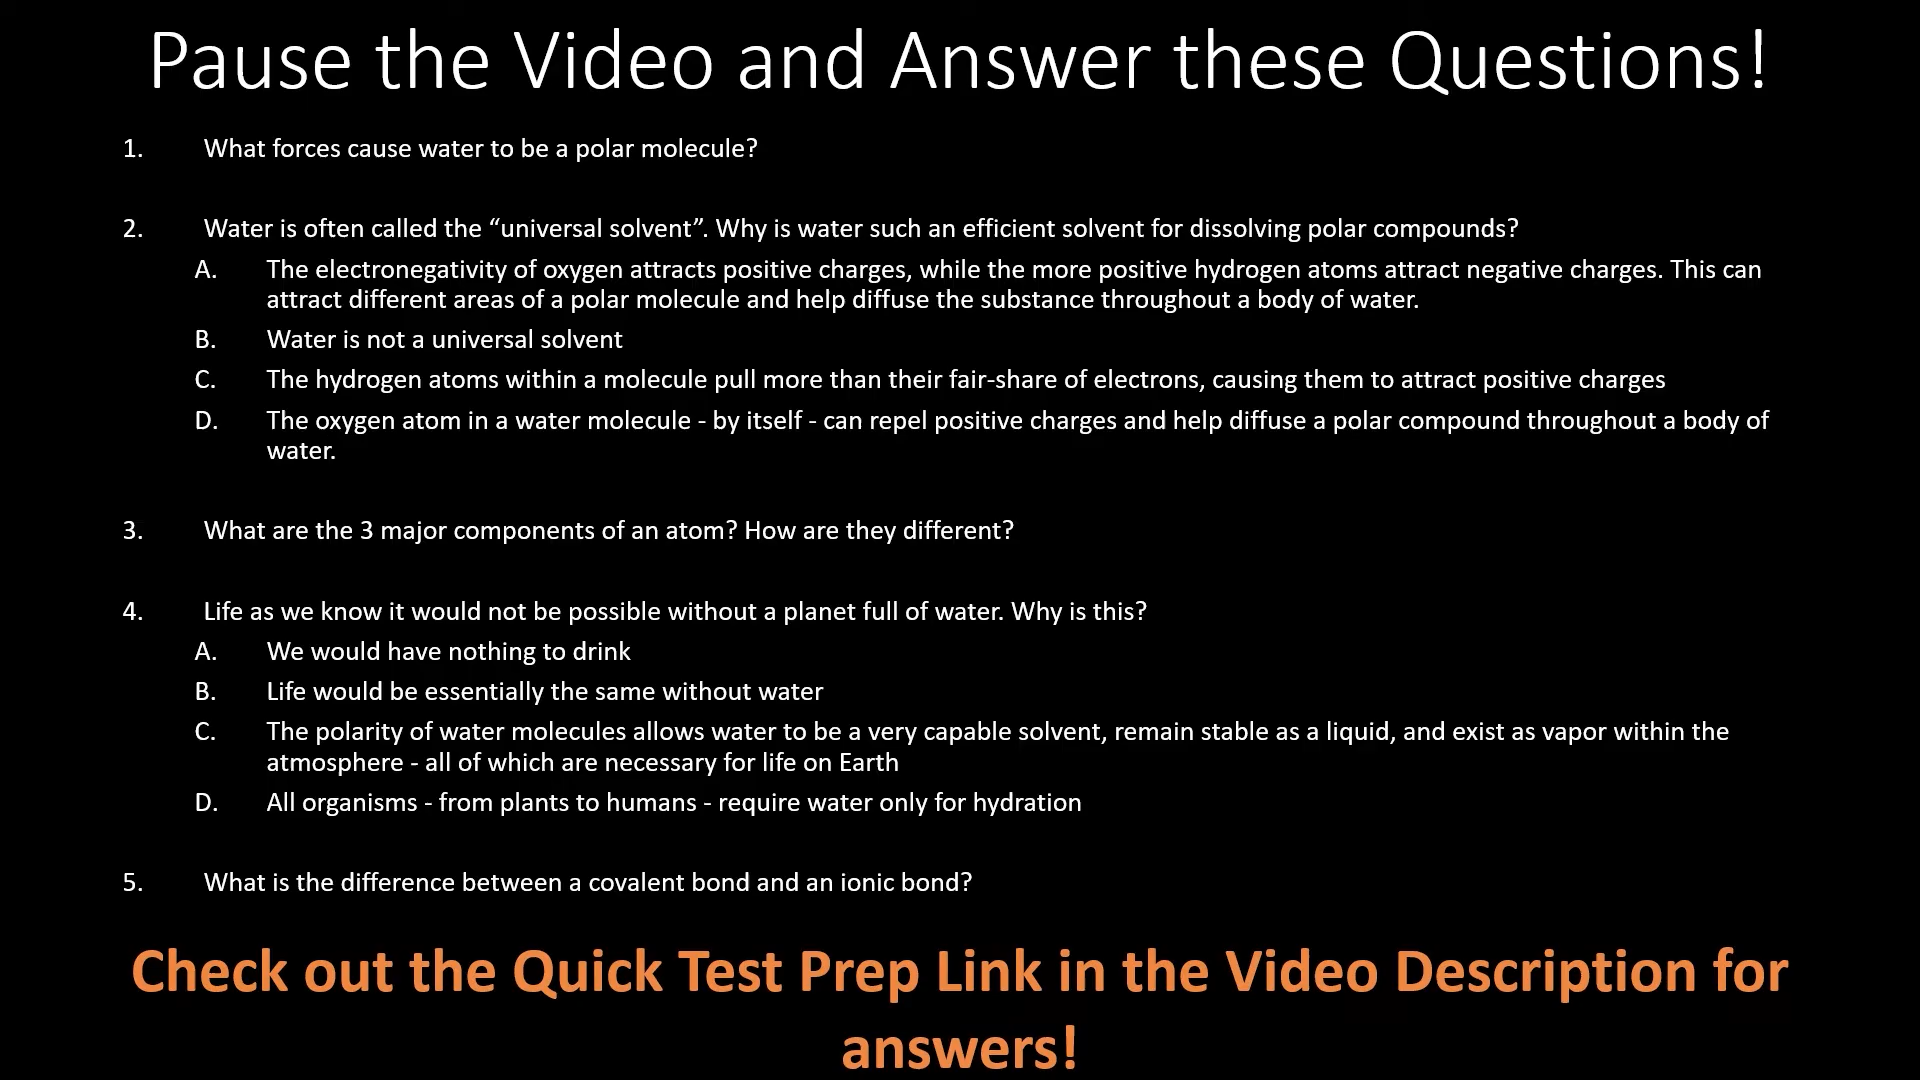 Pause the Video and Answer these Questions!
1. What forces cause water to be a polar molecule?
2. Water is often called the “universal solvent”. Why is water such an efficient solvent for dissolving polar compounds?
A. The electronegativity of oxygen attracts positive charges, while the more positive hydrogen atoms attract negative charges. This can
attract different areas of a polar molecule and help diffuse the substance throughout a body of water.
B. Water is not a universal solvent
C. The hydrogen atoms within a molecule pull more than their fair-share of electrons, causing them to attract positive charges
D. The oxygen atom in a water molecule - by itself - can repel positive charges and help diffuse a polar compound throughout a body of
water.
3. What are the 3 major components of an atom? How are they different?
4. Life as we know it would not be possible without a planet full of water. Why is this?
A. We would have nothing to drink
B. Life would be essentially the same without water
C. The polarity of water molecules allows water to be a very capable solvent, remain stable as a liquid, and exist as vapor within the
atmosphere - all of which are necessary for life on Earth
D. All organisms - from plants to humans - require water only for hydration
5. What is the difference between a covalent bond and an ionic bond?
Check out the Quick Test Prep Link in the Video Description for
answers!